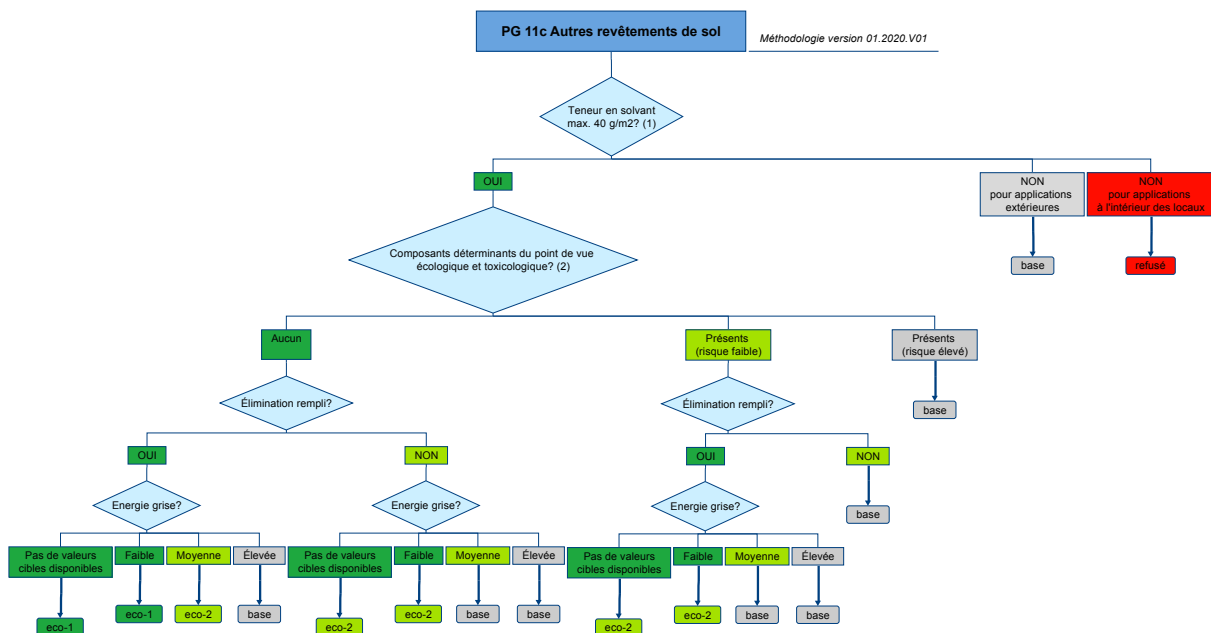 PG 11c Autres revêtements de sol
Méthodologie version 01.2020.V01
Teneur en solvant
max. 40 g/m2? (1)
OUI
NON
pour applications
extérieures
NON
pour applications
à l'intérieur des locaux
Composants déterminants du point de vue
écologique et toxicologique? (2)
base
refusé
Aucun
Présents
(risque faible)
Présents
(risque élevé)
Élimination rempli?
Élimination rempli?
base
OUI
NON
OUI
NON
Energie grise?
Energie grise?
Energie grise?
base
Pas de valeurs
cibles disponibles
Faible
Moyenne
Élevée
Pas de valeurs
cibles disponibles
Faible
Moyenne
Élevée
Pas de valeurs
cibles disponibles
Faible
Moyenne
Élevée
eco-1
eco-1
eco-2
base
eco-2
eco-2
base
base
eco-2
eco-2
base
base